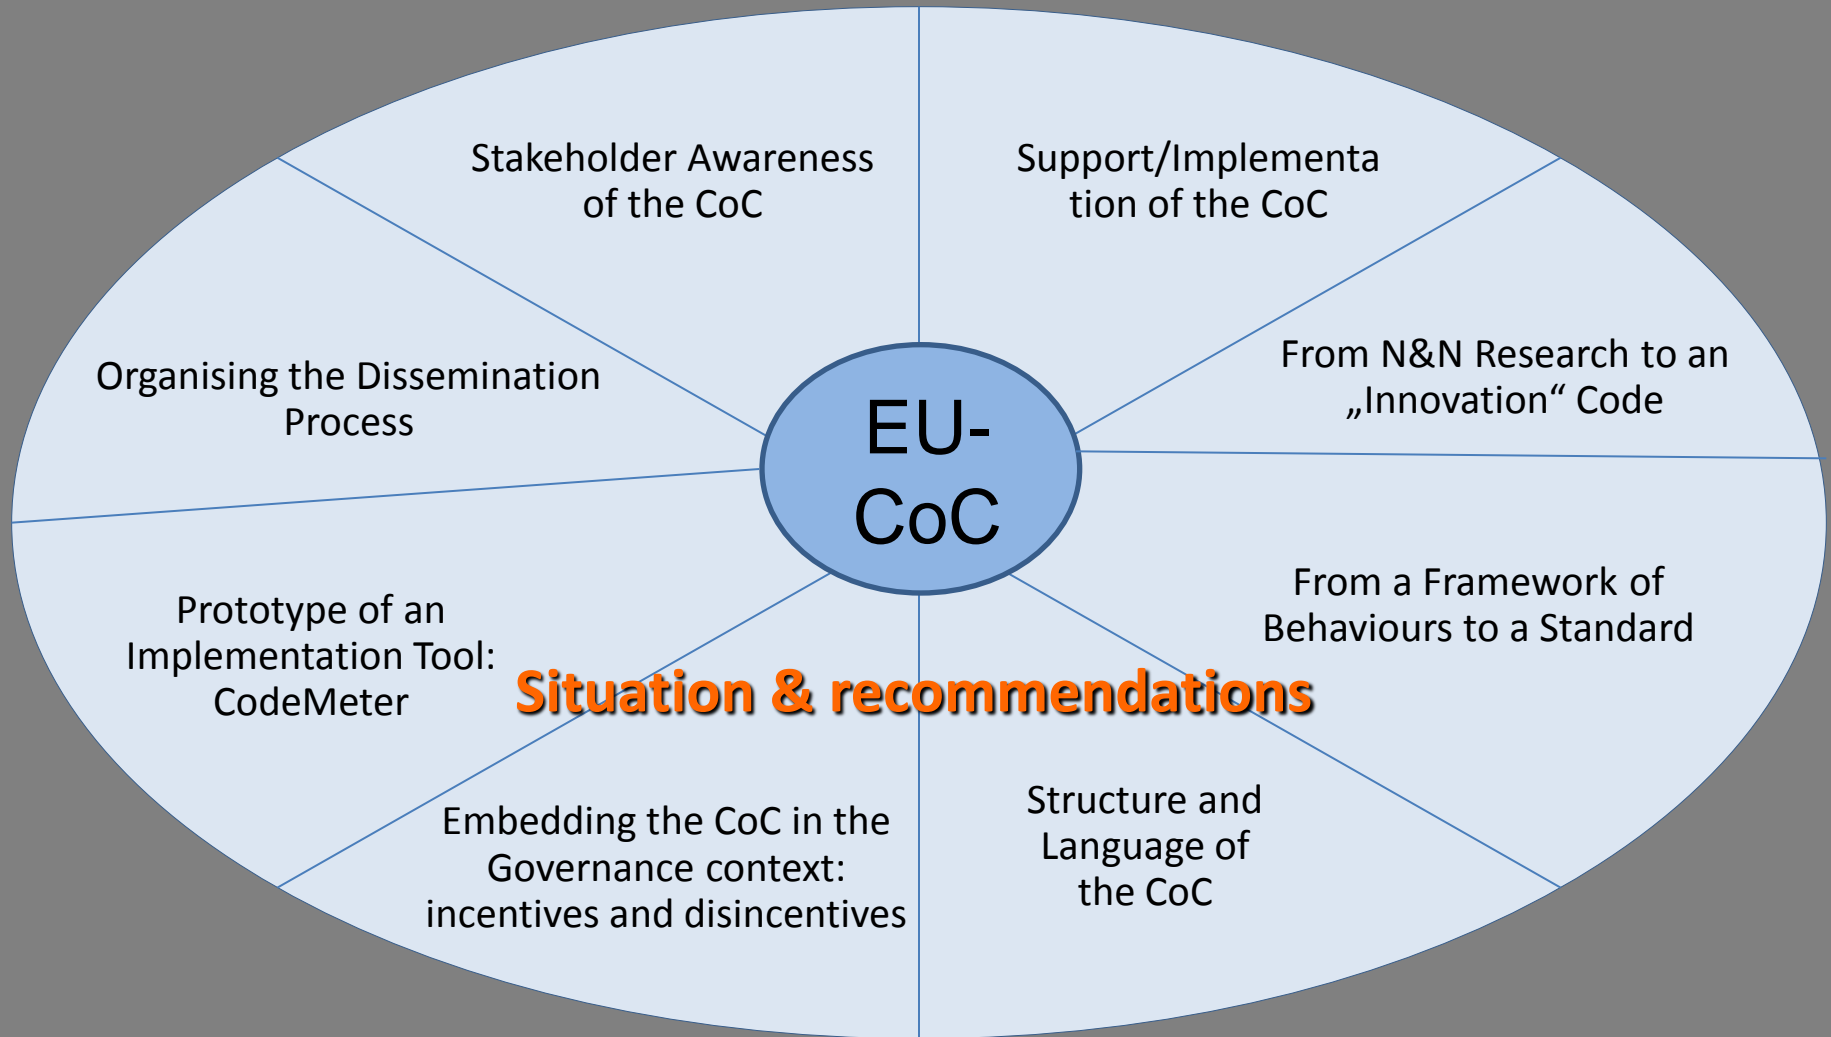 Stakeholder Awareness
of the CoC
Support/Implementa
tion of the CoC
From N&N Research to an
„Innovation“ Code
Organising the Dissemination
Process
EU-
CoC
From a Framework of
Behaviours to a Standard
Prototype of an
Implementation Tool:
CodeMeter
Situation & recommendations
Structure and
Language of
the CoC
Embedding the CoC in the
Governance context:
incentives and disincentives